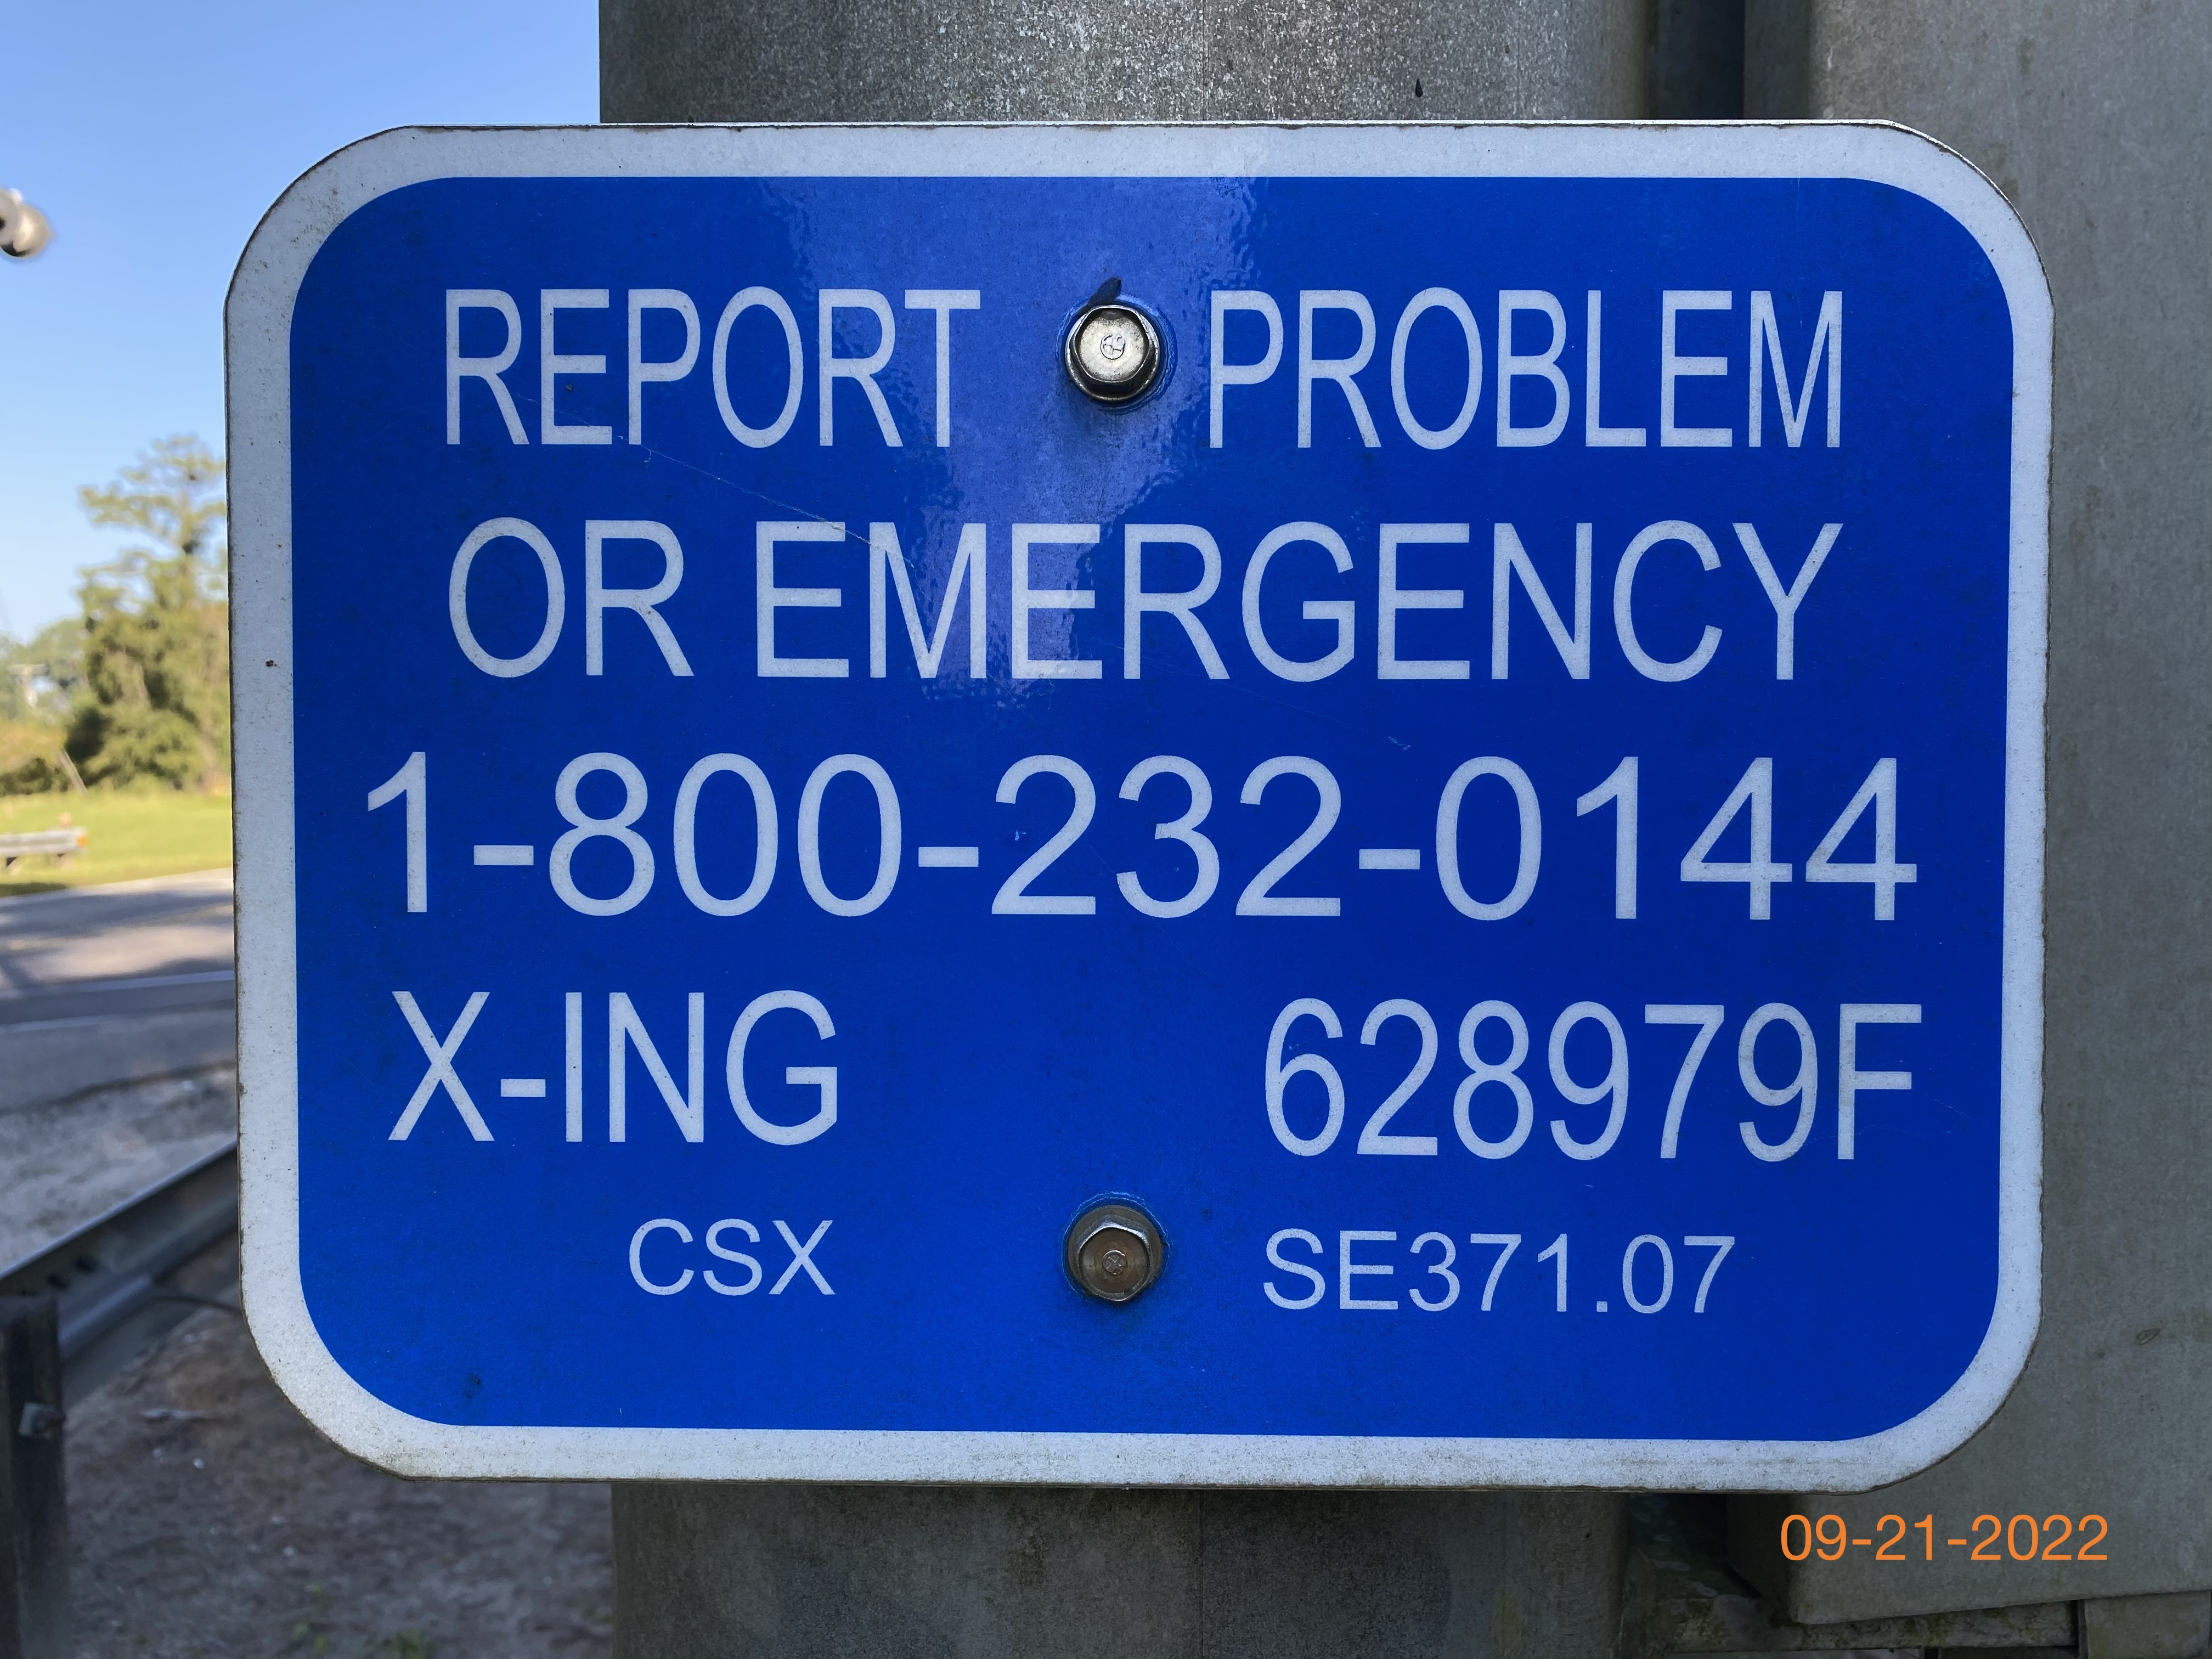 REPORT PROBLEM
OR EMERGENCY
1-800-232-0144
X-ING 628979F
CSX SE371.07
09-21-2022